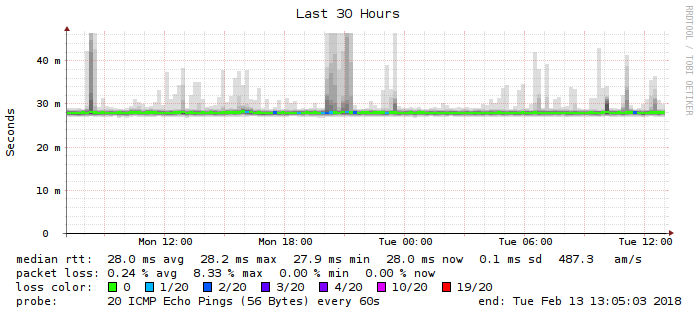 Last 30 Hours
RRDTOOL / TOBI OETIKER
Seconds
40 m
30 m
20 m
10 m
0
Mon 12:00 Mon 18:00 Tue 00:00 Tue 06:00 Tue 12:00
median rtt: 28.0 ms avg 28.2 ms max 27.9 ms min 28.0 ms now 0.1 ms sd 487.3 am/s
packet loss: 0.24 % avg 8.33 % max 0.00 % min 0.00 % now
loss color: 0 1/20 2/20 3/20 4/20 10/20 19/20
probe: 20 ICMP Echo Pings (56 Bytes) every 60s end: Tue Feb 13 13:05:03 2018